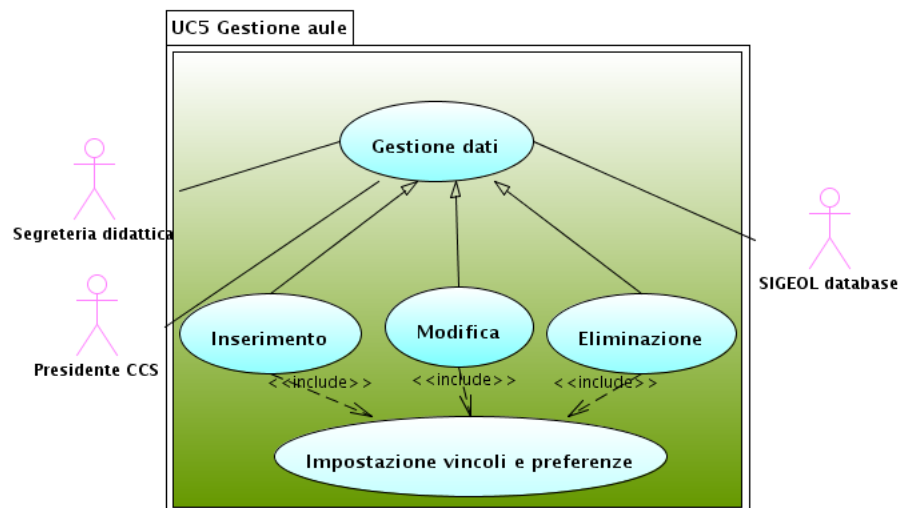 UC5 Gestione aule
Gestione dati
Segreteria didattica
SIGEOL database
Inserimento
Modifica
Eliminazione
Presidente CCS
<<include>>
<<include>>
<<include>>
Impostazione vincoli e preferenze